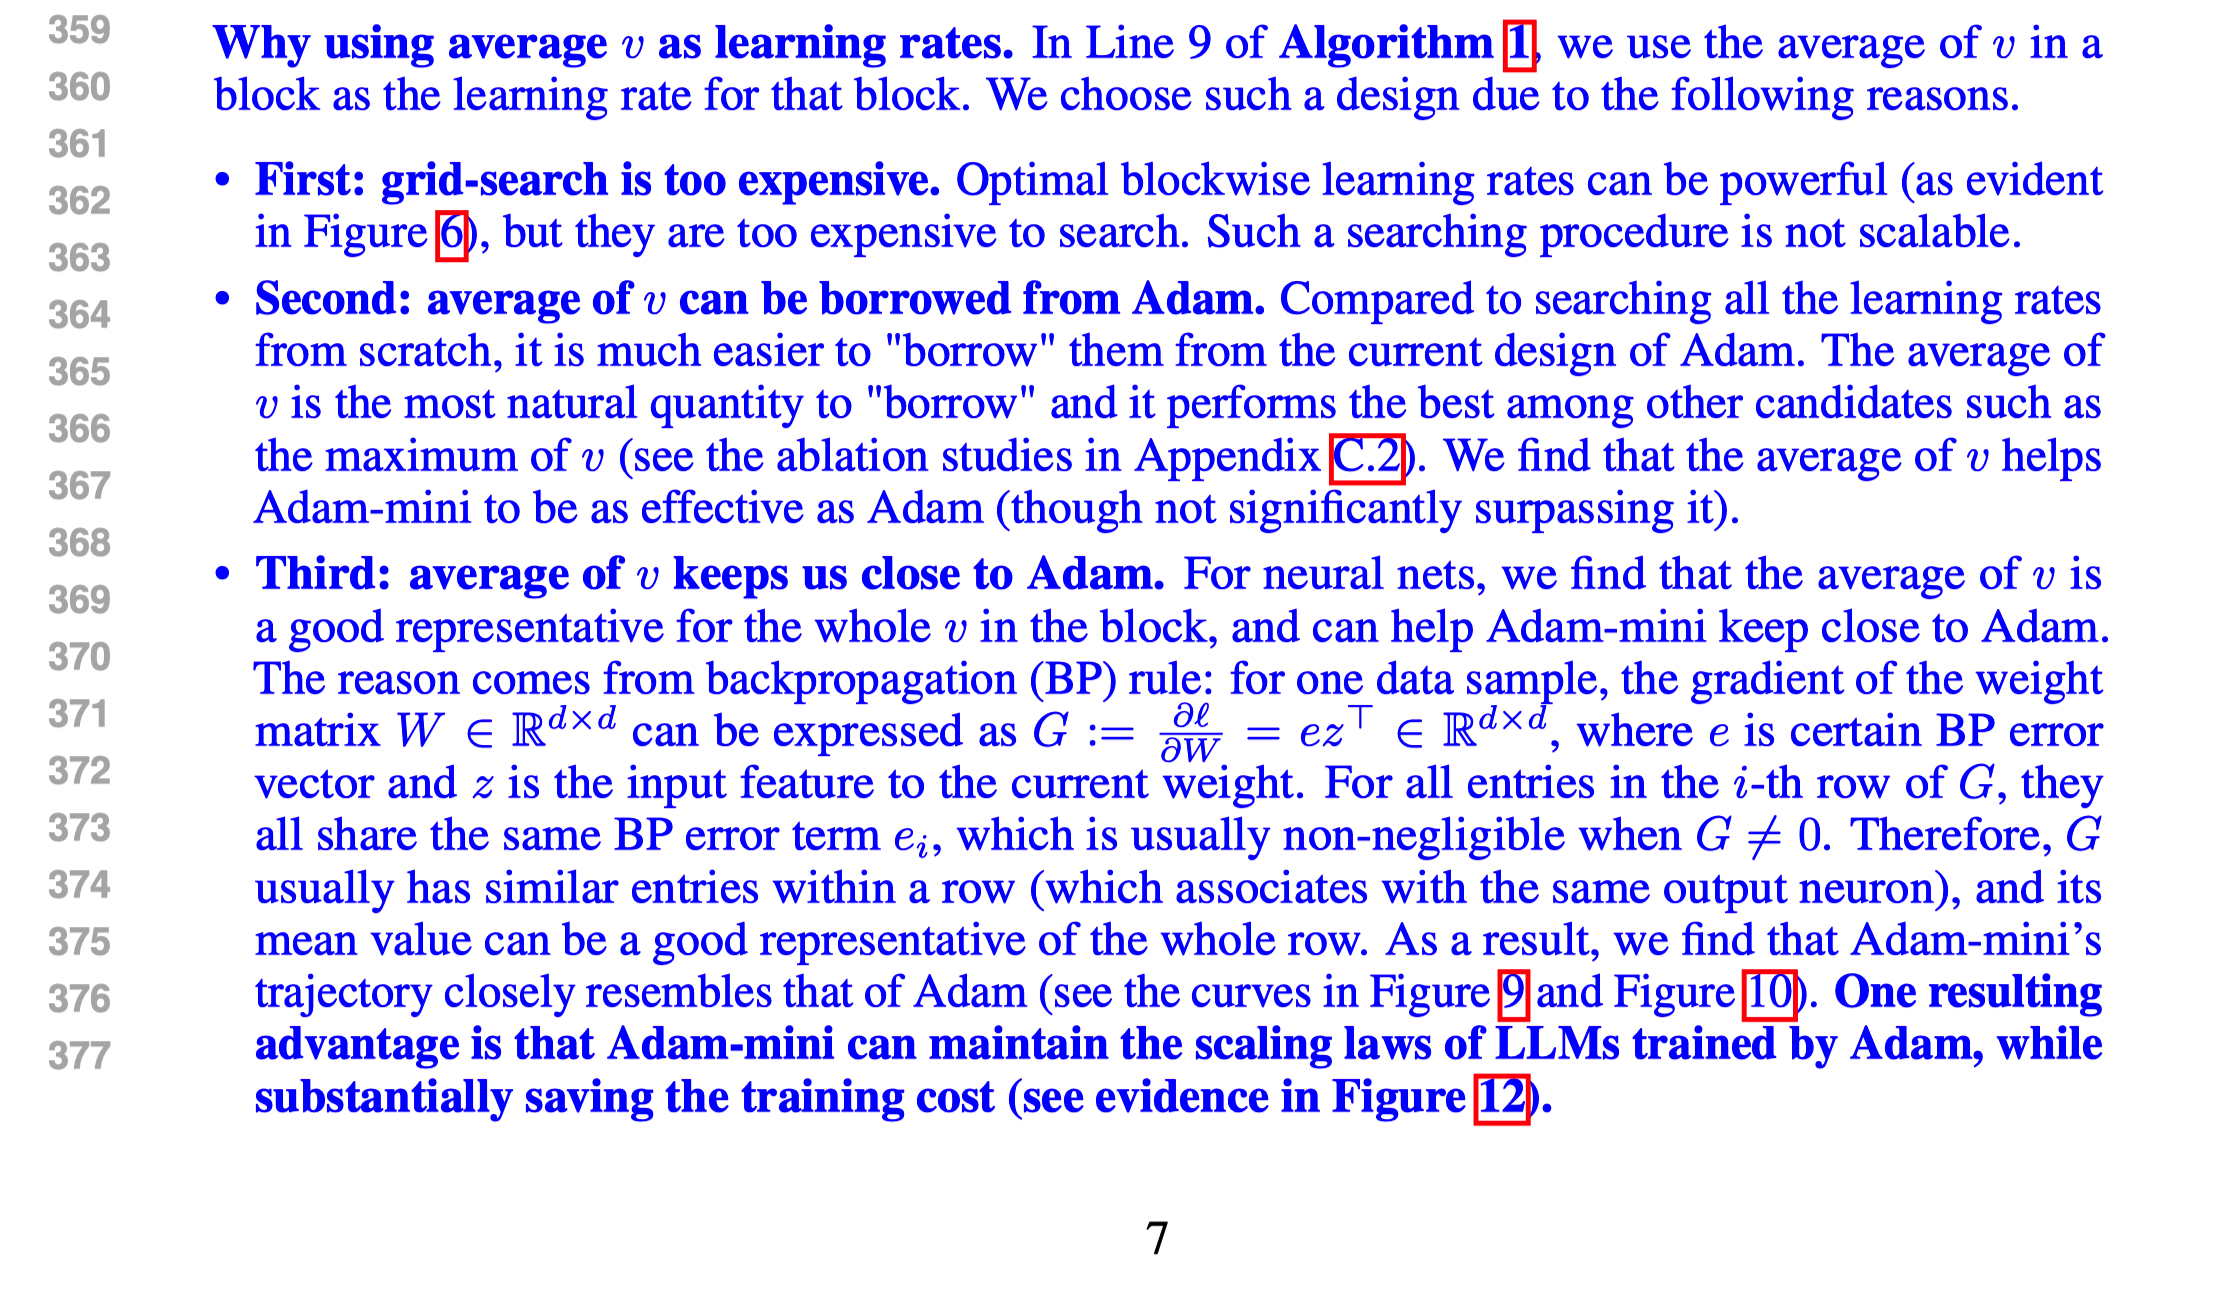 359
360
361
362
363
364
365
366
367
368
369
370
371
372
373
374
375
376
377
Why using average v as learning rates. In Line 9 of Algorithm 1, we use the average of v in a
block as the learning rate for that block. We choose such a design due to the following reasons.
• First: grid-search is too expensive. Optimal blockwise learning rates can be powerful (as evident
in Figure 6), but they are too expensive to search. Such a searching procedure is not scalable.
• Second: average of v can be borrowed from Adam. Compared to searching all the learning rates
from scratch, it is much easier to "borrow" them from the current design of Adam. The average of
v is the most natural quantity to "borrow" and it performs the best among other candidates such as
the maximum of v (see the ablation studies in Appendix C.2). We find that the average of v helps
Adam-mini to be as effective as Adam (though not significantly surpassing it).
• Third: average of v keeps us close to Adam. For neural nets, we find that the average of v is
a good representative for the whole v in the block, and can help Adam-mini keep close to Adam.
The reason comes from backpropagation (BP) rule: for one data sample, the gradient of the weight
matrix W ∈ ℝ^{d×d} can be expressed as G := ∂ℓ/∂W = ez^⊤ ∈ ℝ^{d×d}, where e is certain BP error
vector and z is the input feature to the current weight. For all entries in the i-th row of G, they
all share the same BP error term e_i, which is usually non-negligible when G ≠ 0. Therefore, G
usually has similar entries within a row (which associates with the same output neuron), and its
mean value can be a good representative of the whole row. As a result, we find that Adam-mini's
trajectory closely resembles that of Adam (see the curves in Figure 9 and Figure 10). One resulting
advantage is that Adam-mini can maintain the scaling laws of LLMs trained by Adam, while
substantially saving the training cost (see evidence in Figure 12).
7